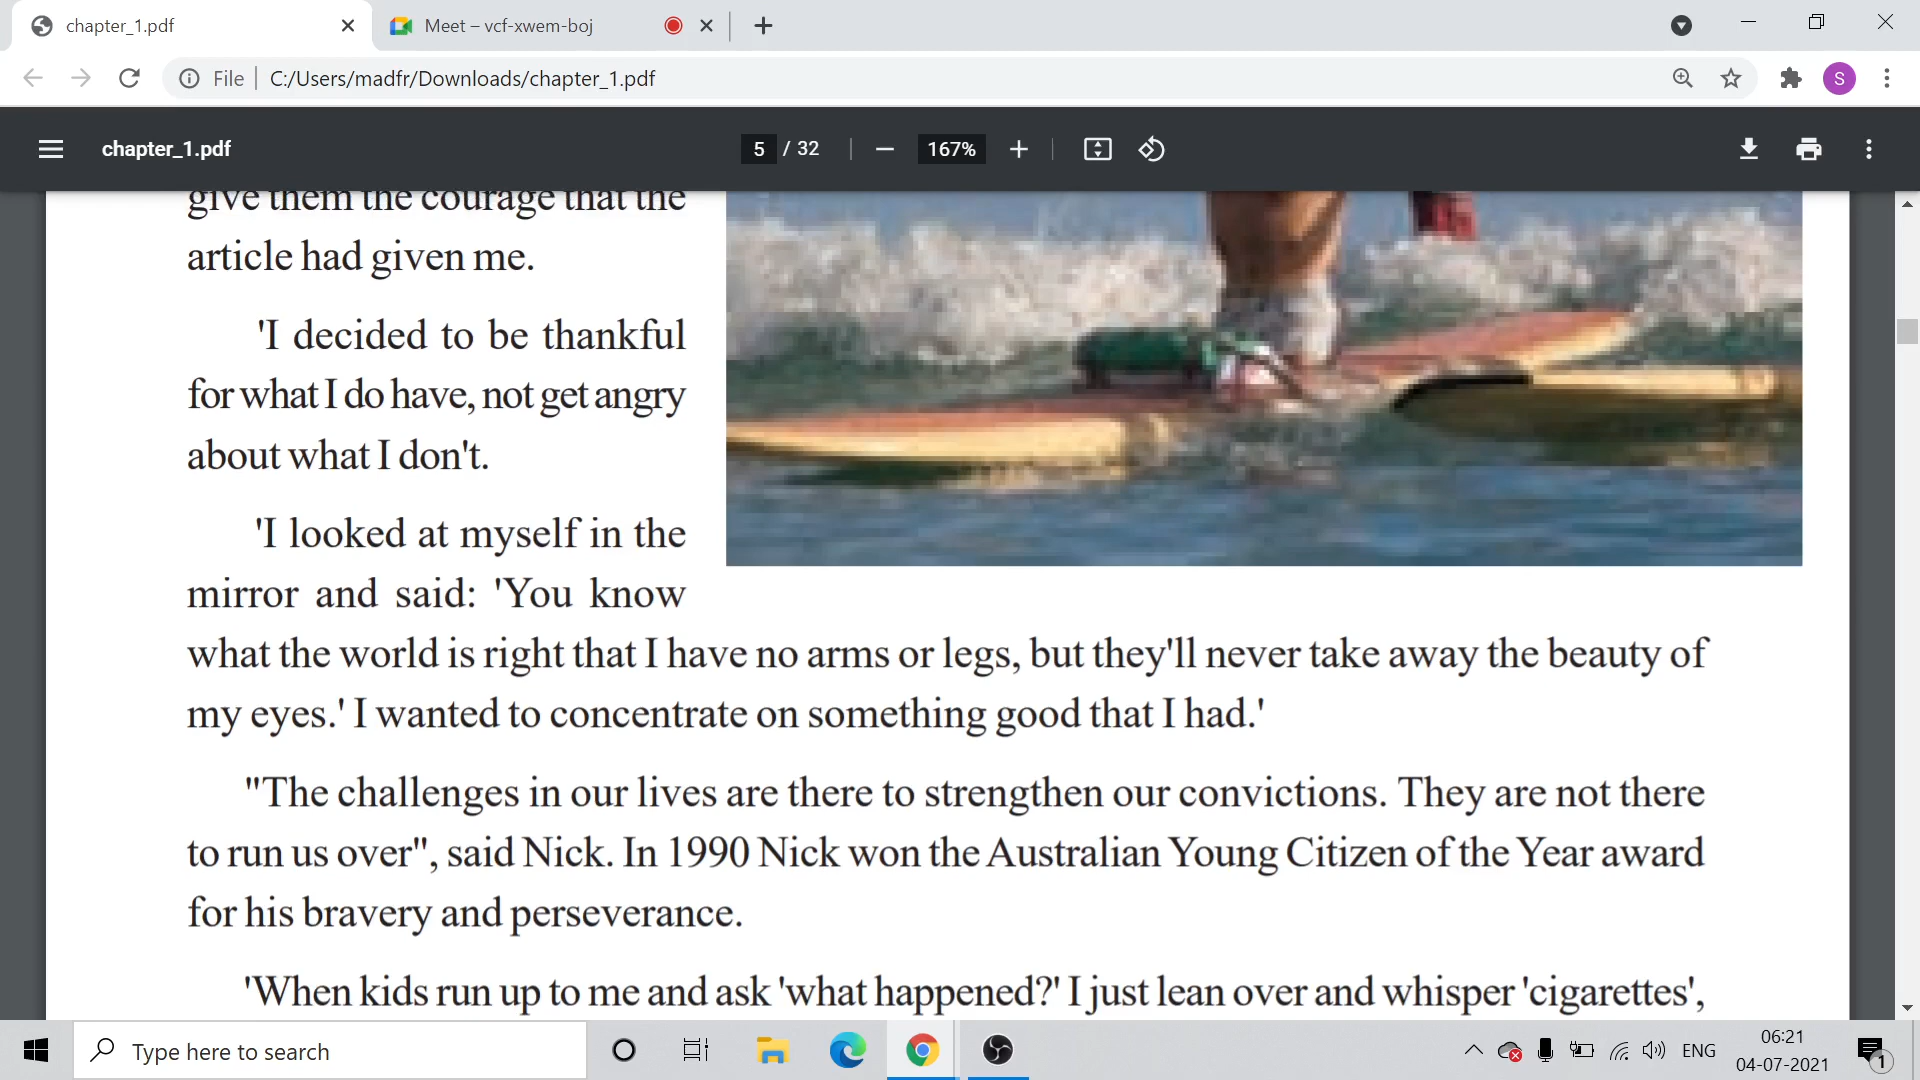 chapter_1.pdf
Meet – vcf-xwem-boj
File
C:/Users/madfr/Downloads/chapter_1.pdf
S
chapter_1.pdf
5 / 32
167%
give them the courage that the
article had given me.
'I decided to be thankful
for what I do have, not get angry
about what I don't.
'I looked at myself in the
mirror and said: 'You know
what the world is right that I have no arms or legs, but they'll never take away the beauty of
my eyes.' I wanted to concentrate on something good that I had.'
"The challenges in our lives are there to strengthen our convictions. They are not there
to run us over", said Nick. In 1990 Nick won the Australian Young Citizen of the Year award
for his bravery and perseverance.
'When kids run up to me and ask 'what happened?' I just lean over and whisper 'cigarettes',
Type here to search
ENG
06:21
04-07-2021
1